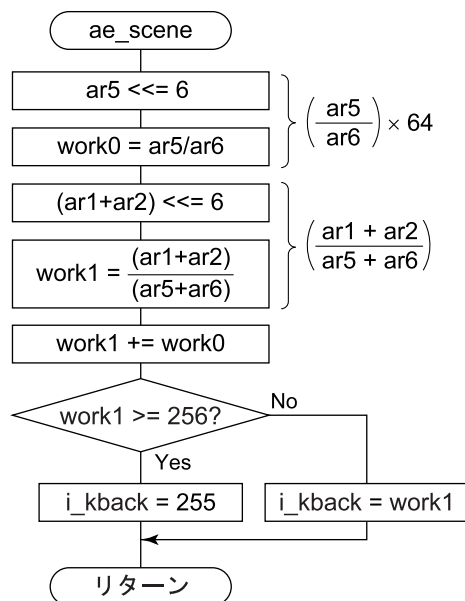 ae_scene
ar5 <<= 6
work0 = ar5/ar6
(ar5/ar6) × 64
(ar1+ar2) <<= 6
work1 = (ar1+ar2)/(ar5+ar6)
(ar1 + ar2/ar5 + ar6)
work1 += work0
work1 >= 256?
No
Yes
i_kback = 255
i_kback = work1
リターン